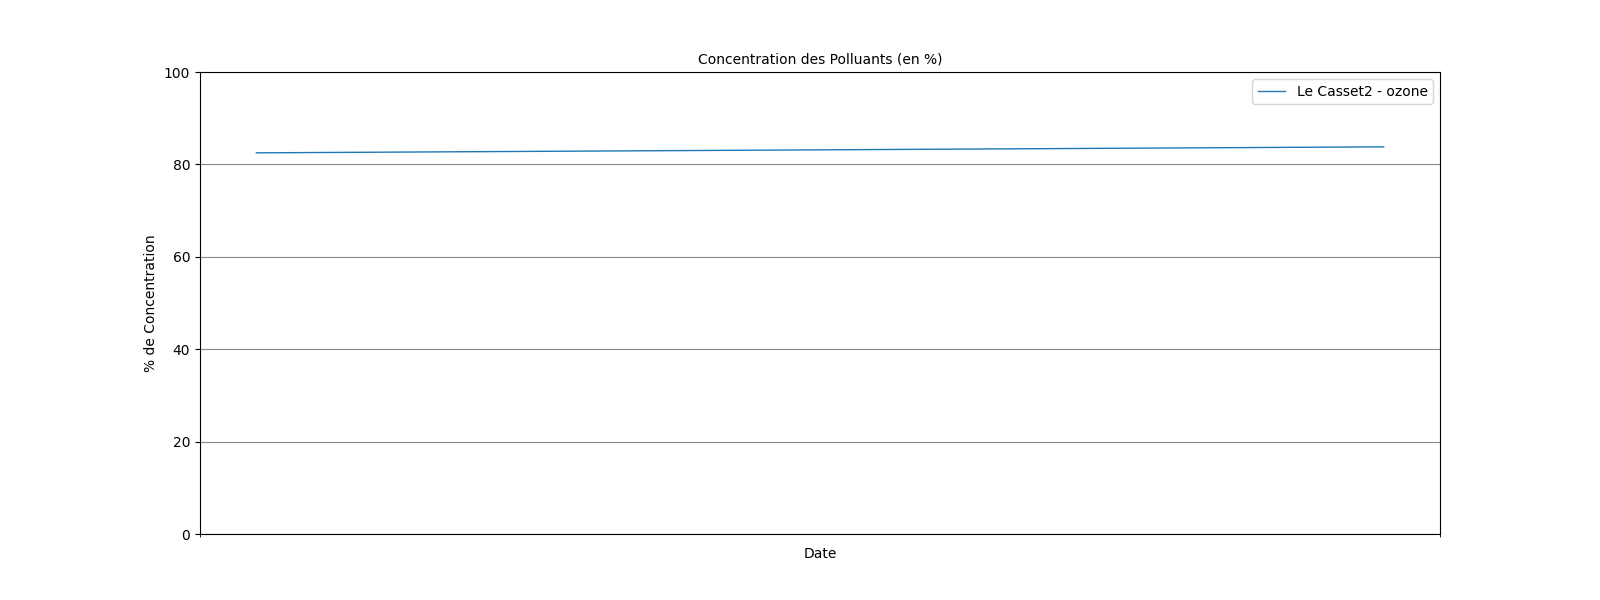 Concentration des Polluants (en %)
Le Casset2 - ozone
% de Concentration
100
80
60
40
20
0
Date